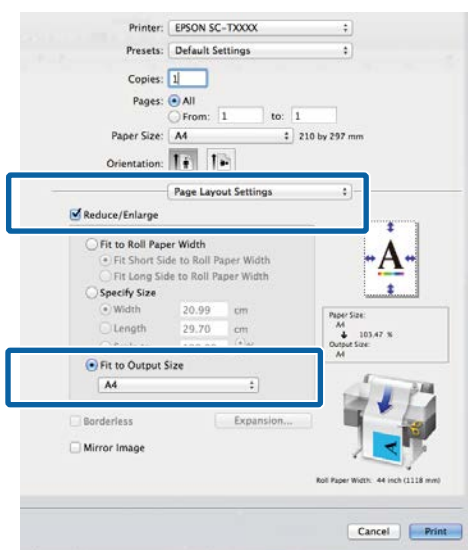 Printer: EPSON SC-TXXXX
Presets: Default Settings
Copies: 1
Pages: All
From: 1 to: 1
Paper Size: A4 210 by 297 mm
Orientation:
Page Layout Settings
Reduce/Enlarge
Fit to Roll Paper Width
Fit Short Side to Roll Paper Width
Fit Long Side to Roll Paper Width
Specify Size
Width 20.99 cm
Length 29.70 cm
Fit to Output Size
A4
Borderless Expansion...
Mirror Image
A
Paper Size:
A4
103.47 %
Output Size:
A4
A
Roll Paper Width: 44 inch (1118 mm)
Cancel Print